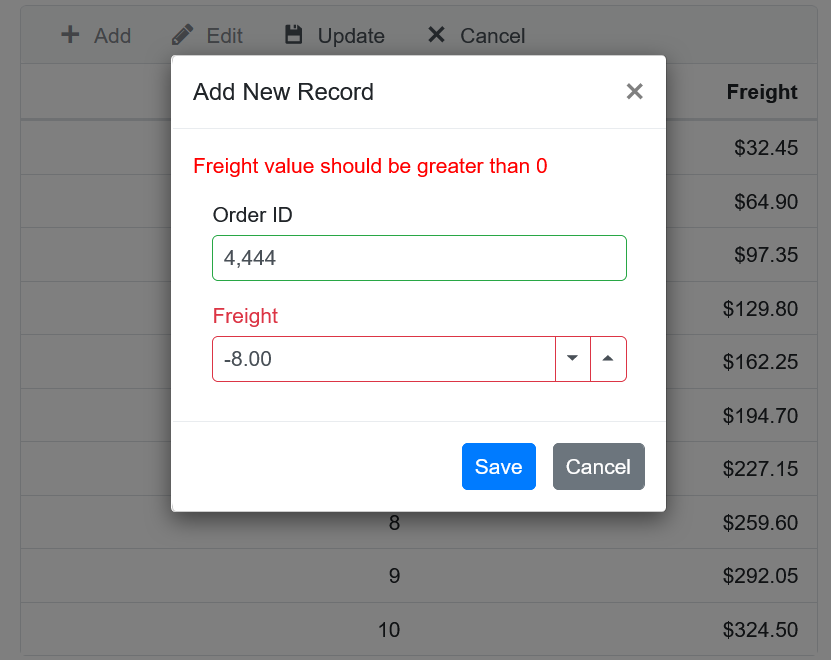 Add Edit Update Cancel
Add New Record
Freight
Freight value should be greater than 0
$32.45
Order ID
$64.90
4,444
$97.35
Freight
$129.80
-8.00
$162.25
$194.70
Save Cancel
$227.15
8 $259.60
9 $292.05
10 $324.50